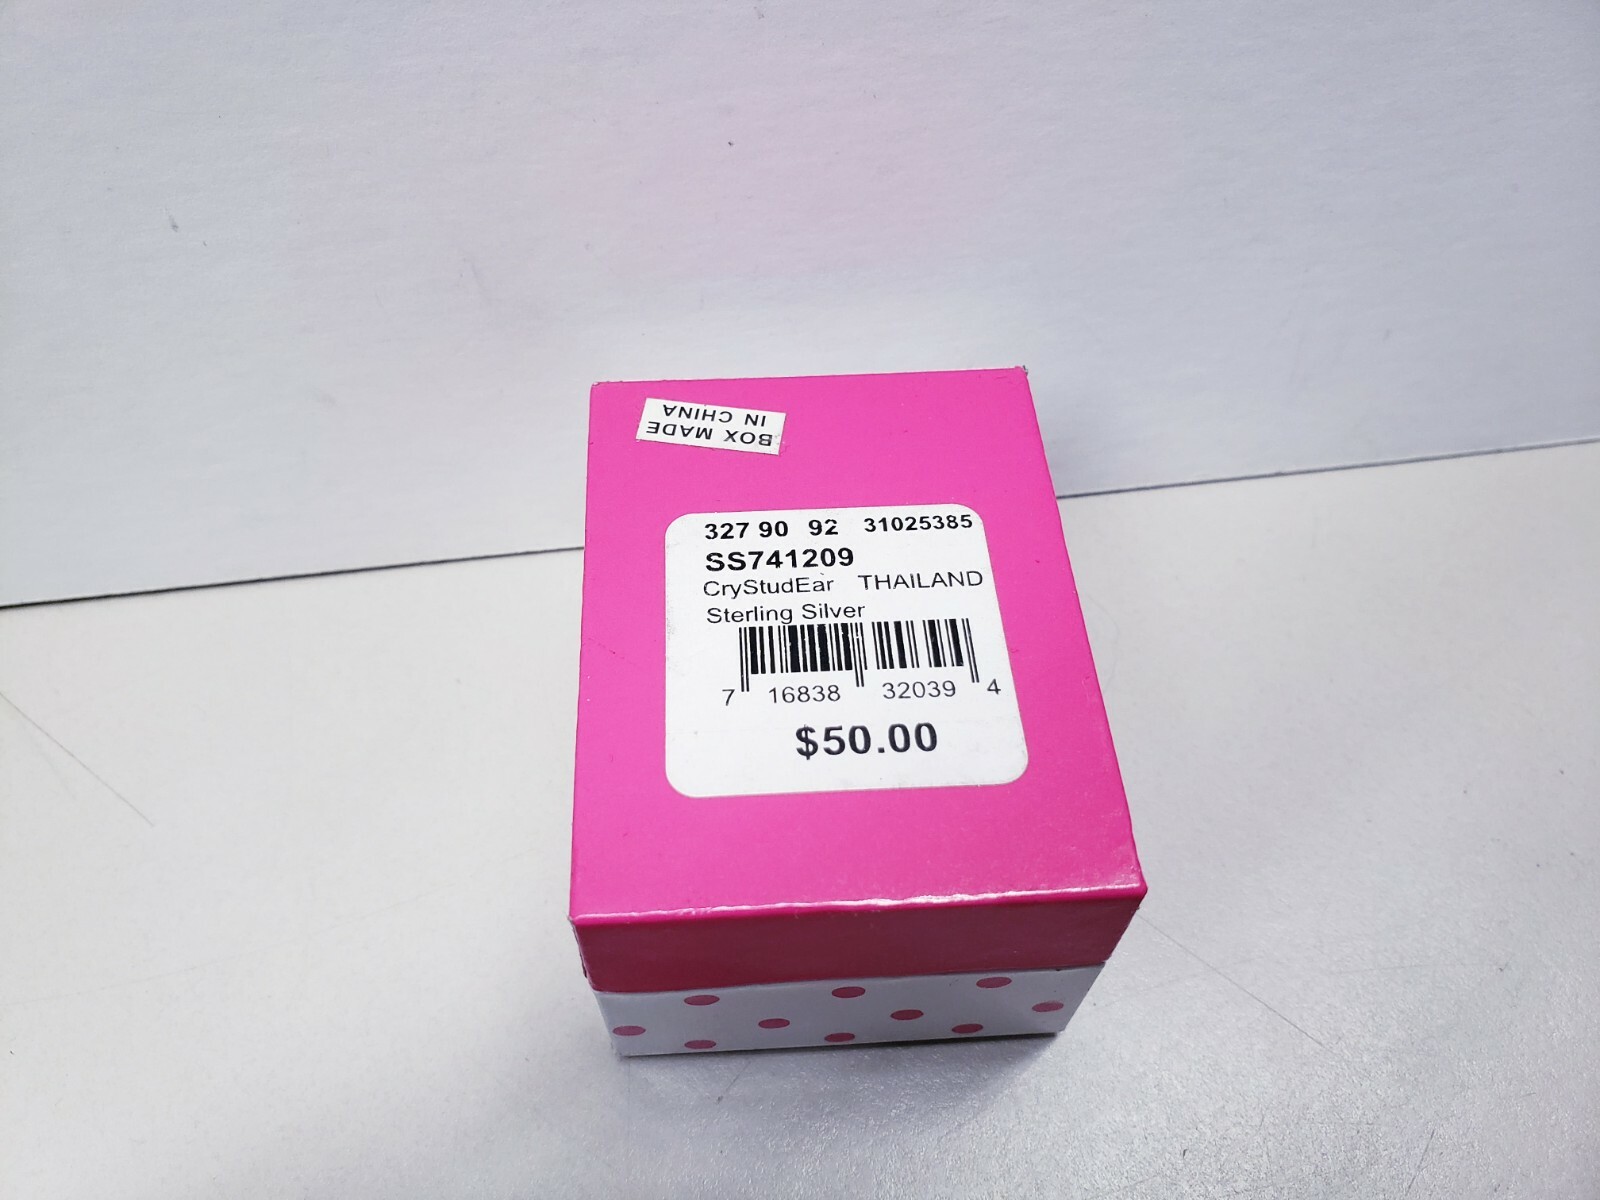 BOX MADE
IN CHINA
327 90 92 31025385
SS741209
CryStudEar THAILAND
Sterling Silver
7 16838 32039 4
$50.00